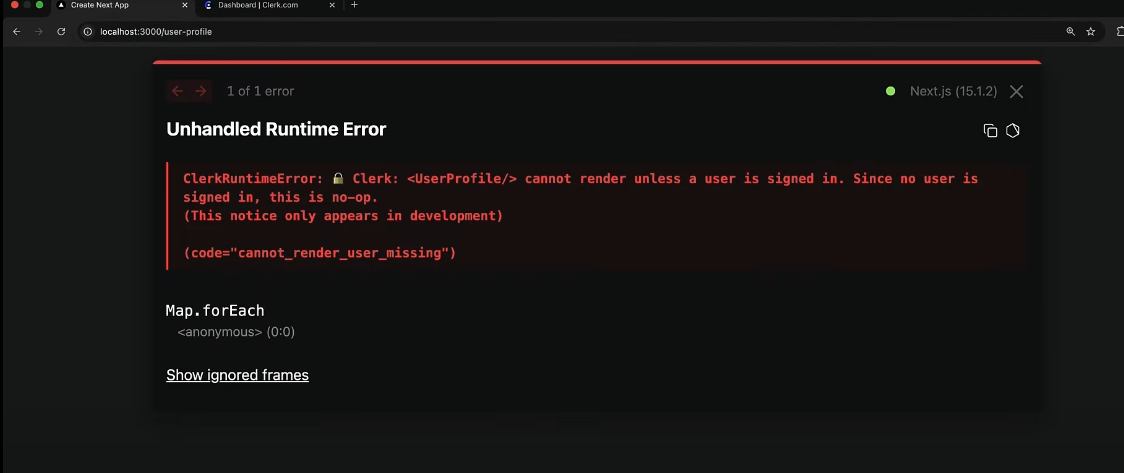 Create Next App
Dashboard | Clerk.com
localhost:3000/user-profile
1 of 1 error
Next.js (15.1.2)
Unhandled Runtime Error
ClerkRuntimeError: 🔒 Clerk: <UserProfile/> cannot render unless a user is signed in. Since no user is
signed in, this is no-op.
(This notice only appears in development)
(code="cannot_render_user_missing")
Map.forEach
<anonymous> (0:0)
Show ignored frames